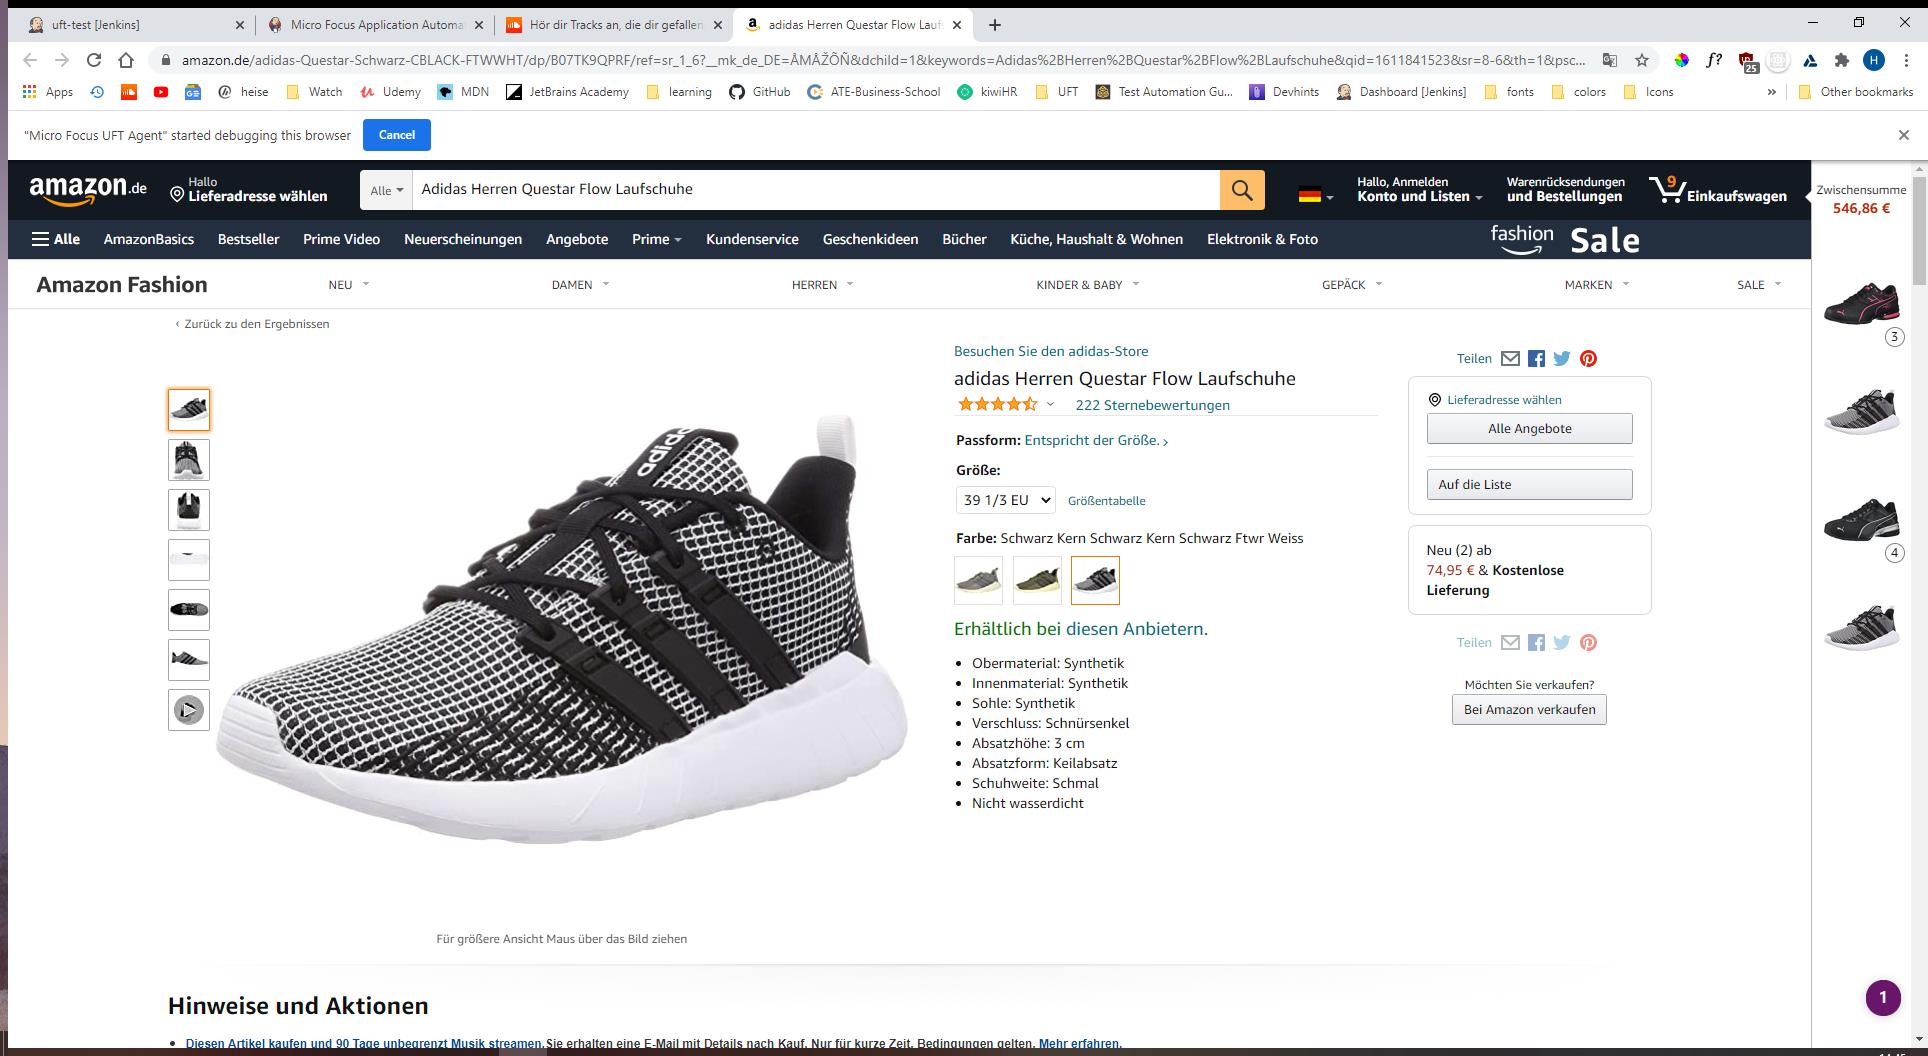 uft-test [Jenkins]
Micro Focus Application Automa
Hör dir Tracks an, die dir gefallen
adidas Herren Questar Flow Lauf
amazon.de/adidas-Questar-Schwarz-CBLACK-FTWWHT/dp/B07TK9QPRF/ref=sr_1_6?__mk_de_DE=ÅMÅŽÕÑ&dchild=1&keywords=Adidas%2BHerren%2BQuestar%2BFlow%2BLaufschuhe&qid=1611841523&sr=8-6&th=1&psc...
f?
25
H
Apps
heise
Watch
Udemy
MDN
JetBrains Academy
learning
GitHub
ATE-Business-School
kiwiHR
UFT
Test Automation Gu...
Devhints
Dashboard [Jenkins]
fonts
colors
Icons
»
Other bookmarks
"Micro Focus UFT Agent" started debugging this browser
Cancel
amazon.de
Hallo
Lieferadresse wählen
Alle
Adidas Herren Questar Flow Laufschuhe
Hallo, Anmelden
Konto und Listen
Warenrücksendungen
und Bestellungen
9
Einkaufswagen
Zwischensumme
546,86 €
Alle
AmazonBasics
Bestseller
Prime Video
Neuerscheinungen
Angebote
Prime
Kundenservice
Geschenkideen
Bücher
Küche, Haushalt & Wohnen
Elektronik & Foto
fashion Sale
Amazon Fashion
NEU
DAMEN
HERREN
KINDER & BABY
GEPÄCK
MARKEN
SALE
‹ Zurück zu den Ergebnissen
adidas
Für größere Ansicht Maus über das Bild ziehen
Besuchen Sie den adidas-Store
adidas Herren Questar Flow Laufschuhe
222 Sternebewertungen
Passform: Entspricht der Größe. ›
Größe:
39 1/3 EU
Größentabelle
Farbe: Schwarz Kern Schwarz Kern Schwarz Ftwr Weiss
Erhältlich bei diesen Anbietern.
• Obermaterial: Synthetik
• Innenmaterial: Synthetik
• Sohle: Synthetik
• Verschluss: Schnürsenkel
• Absatzhöhe: 3 cm
• Absatzform: Keilabsatz
• Schuhweite: Schmal
• Nicht wasserdicht
Teilen
Lieferadresse wählen
Alle Angebote
Auf die Liste
Neu (2) ab
74,95 € & Kostenlose
Lieferung
Teilen
Möchten Sie verkaufen?
Bei Amazon verkaufen
3
4
1
Hinweise und Aktionen
• Diesen Artikel kaufen und 90 Tage unbegrenzt Musik streamen. Sie erhalten eine E-Mail mit Details nach Kauf. Nur für kurze Zeit. Bedingungen gelten. Mehr erfahren.